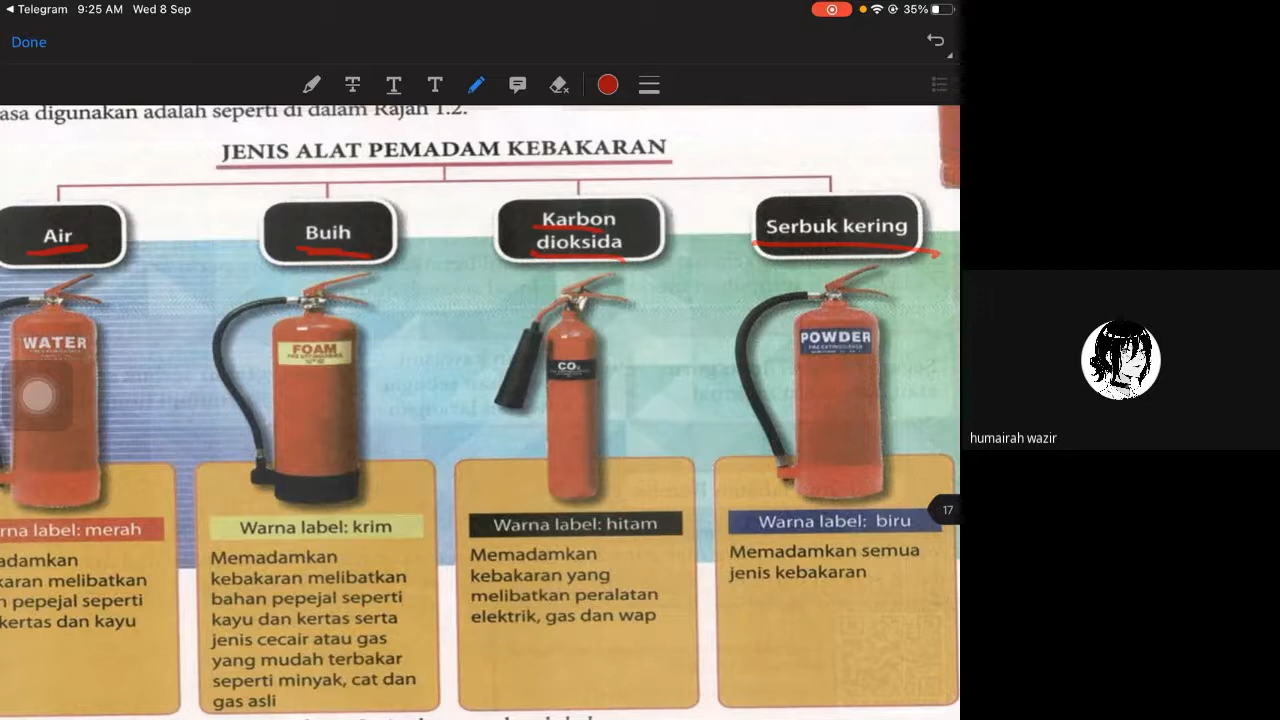 Telegram 9:25 AM Wed 8 Sep
35%
Done
T
asa digunakan adalah seperti di dalam Rajah 1.2.
JENIS ALAT PEMADAM KEBAKARAN
Air
Buih
Karbon
dioksida
Serbuk kering
WATER
FOAM
CO₂
POWDER
FIRE EXTINGUISHER
17
rna label: merah
adamkan
karan melibatkan
n pepejal seperti
kertas dan kayu
Warna label: krim
Memadamkan
kebakaran melibatkan
bahan pepejal seperti
kayu dan kertas serta
jenis cecair atau gas
yang mudah terbakar
seperti minyak, cat dan
gas asli
Warna label: hitam
Memadamkan
kebakaran yang
melibatkan peralatan
elektrik, gas dan wap
Warna label: biru
Memadamkan semua
jenis kebakaran
humairah wazir